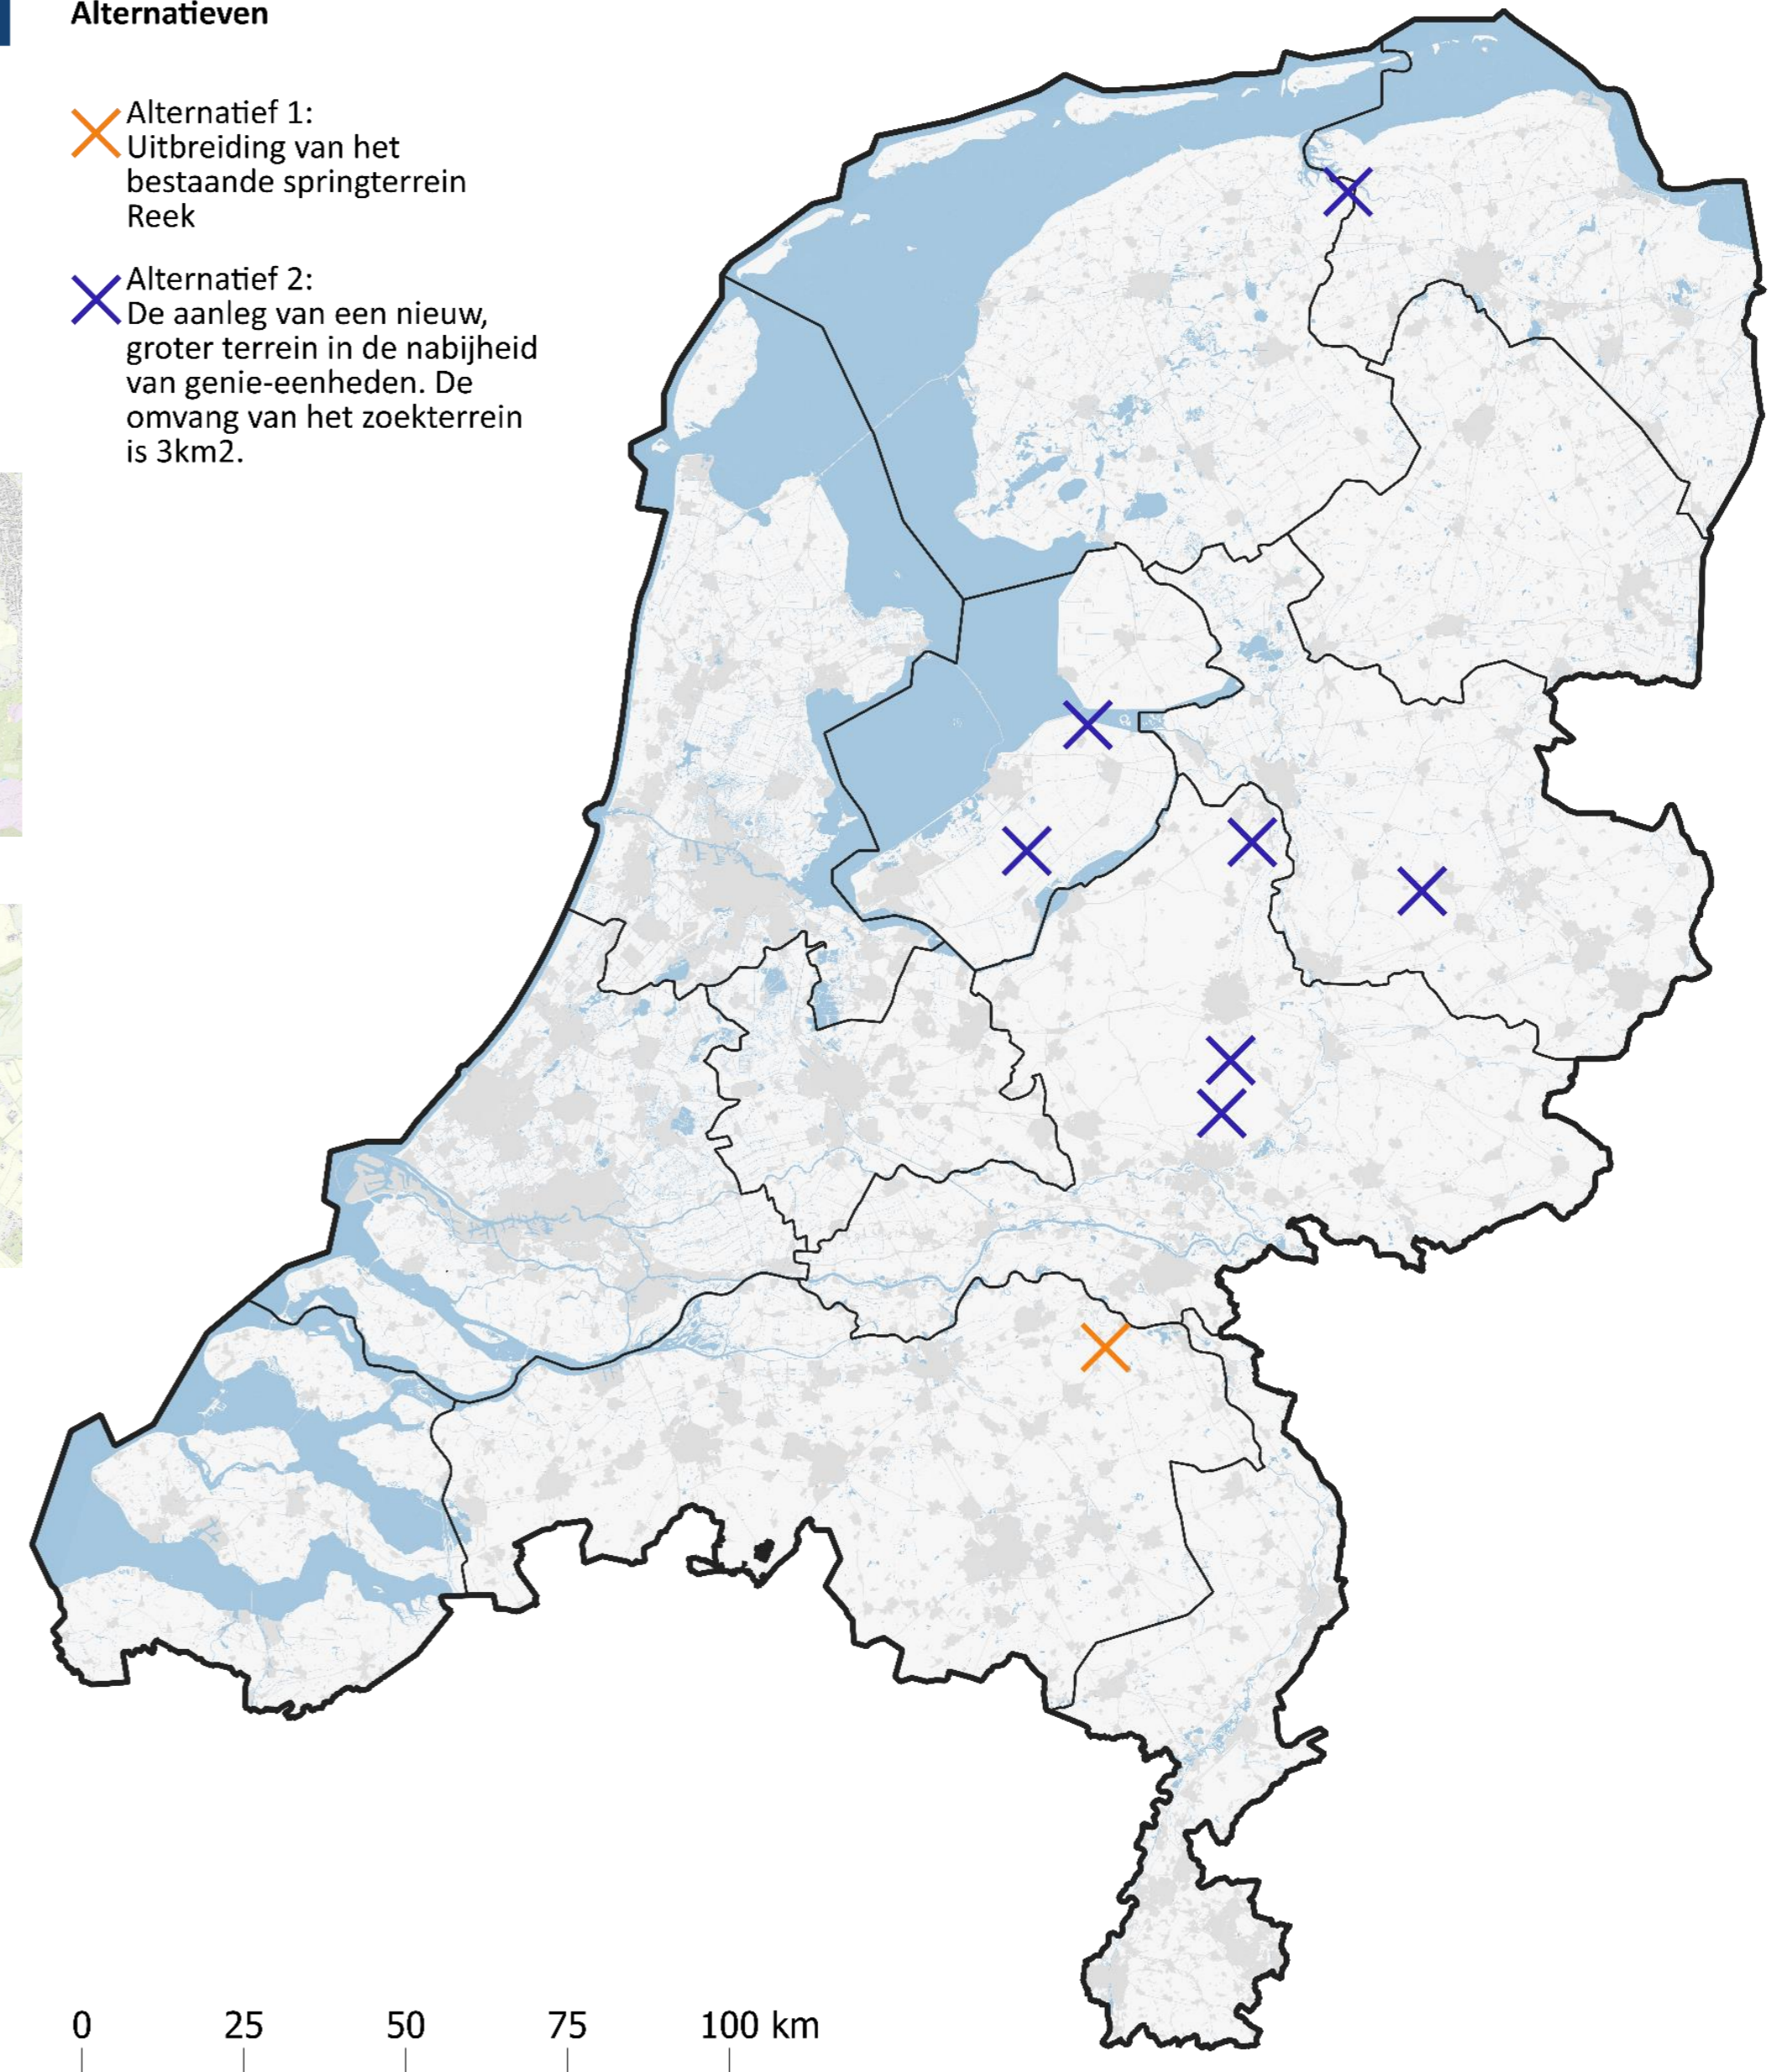 Alternatieven
Alternatief 1:
Uitbreiding van het
bestaande springterrein
Reek
Alternatief 2:
De aanleg van een nieuw,
groter terrein in de nabijheid
van genie-eenheden. De
omvang van het zoekterrein
is 3km2.
0 25 50 75 100 km